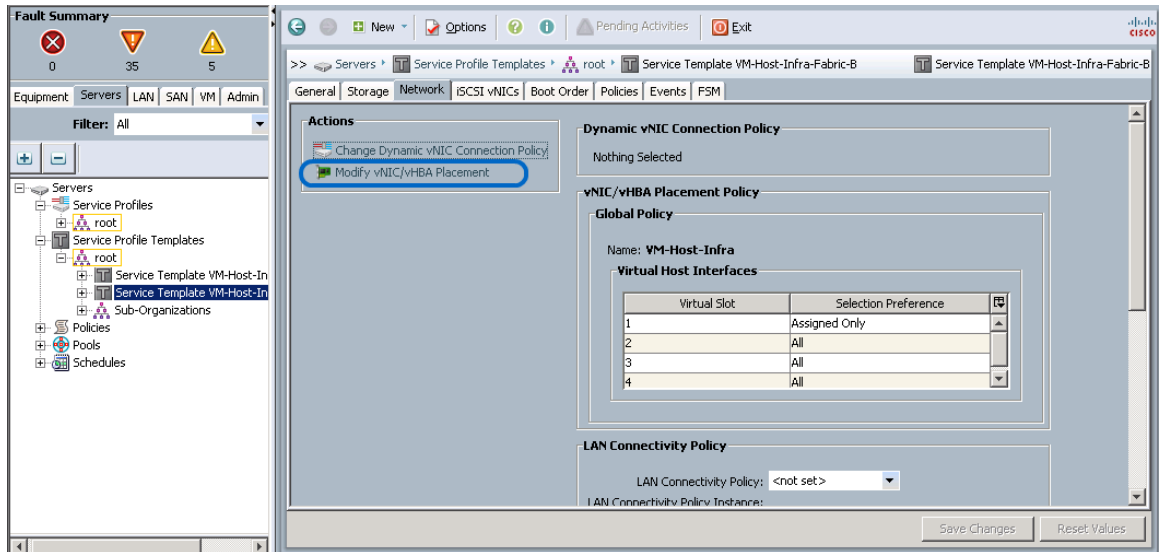 Fault Summary
0 35 5
Equipment Servers LAN SAN VM Admin
Filter: All
Servers
Service Profiles
root
Service Profile Templates
root
Service Template VM-Host-In
Service Template VM-Host-In
Sub-Organizations
Policies
Pools
Schedules
New Options ? i Pending Activities Exit
cisco
>> Servers Service Profile Templates root Service Template VM-Host-Infra-Fabric-B Service Template VM-Host-Infra-Fabric-B
General Storage Network iSCSI vNICs Boot Order Policies Events FSM
Actions
Change Dynamic vNIC Connection Policy
Modify vNIC/vHBA Placement
Dynamic vNIC Connection Policy
Nothing Selected
vNIC/vHBA Placement Policy
Global Policy
Name: VM-Host-Infra
Virtual Host Interfaces
Virtual Slot Selection Preference
1 Assigned Only
2 All
3 All
4 All
LAN Connectivity Policy
LAN Connectivity Policy: <not set>
LAN Connectivity Policy Instance:
Save Changes Reset Values